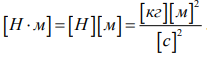 [Н · м] = [Н][м] = [кг][м]² / [с]²